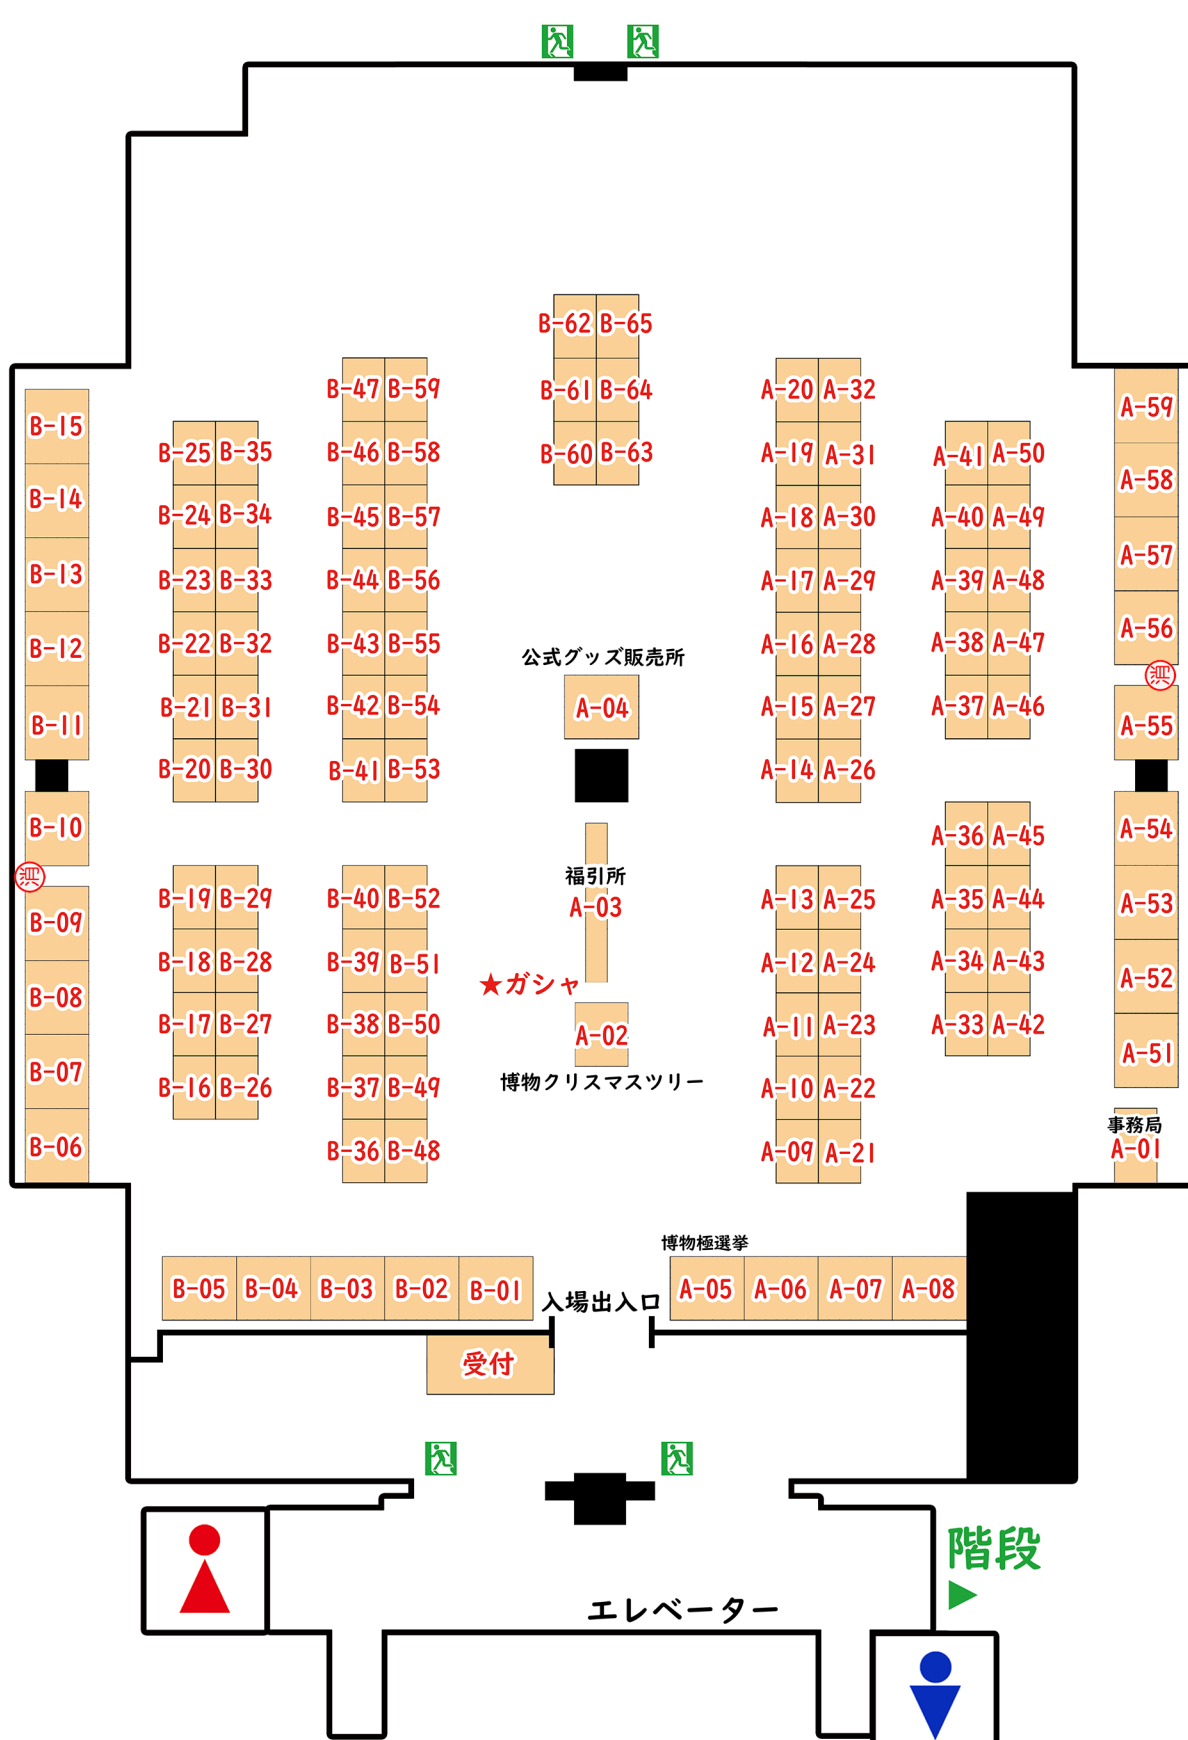 B-62 B-65
B-47 B-59 B-61 B-64 A-20 A-32
A-59
B-15 B-25 B-35 B-46 B-58 B-60 B-63 A-19 A-31 A-41 A-50
A-58
B-14 B-24 B-34 B-45 B-57 A-18 A-30 A-40 A-49
A-57
B-13 B-23 B-33 B-44 B-56 A-17 A-29 A-39 A-48
A-56
B-12 B-22 B-32 B-43 B-55 A-16 A-28 A-38 A-47
公式グッズ販売所
消
B-11 B-21 B-31 B-42 B-54 A-04 A-15 A-27 A-37 A-46 A-55
B-20 B-30 B-41 B-53 A-14 A-26
B-10 A-36 A-45 A-54
消
福引所
B-09 B-19 B-29 B-40 B-52 A-03 A-13 A-25 A-35 A-44 A-53
B-18 B-28 B-39 B-51 A-12 A-24 A-34 A-43
★ガシャ
B-08 A-52
B-17 B-27 B-38 B-50 A-02 A-11 A-23 A-33 A-42
B-07 A-51
博物クリスマスツリー
B-16 B-26 B-37 B-49 A-10 A-22
事務局
B-06 B-36 B-48 A-09 A-21 A-01
博物極選挙
B-05 B-04 B-03 B-02 B-01 A-05 A-06 A-07 A-08
入場出入口
受付
階段
エレベーター